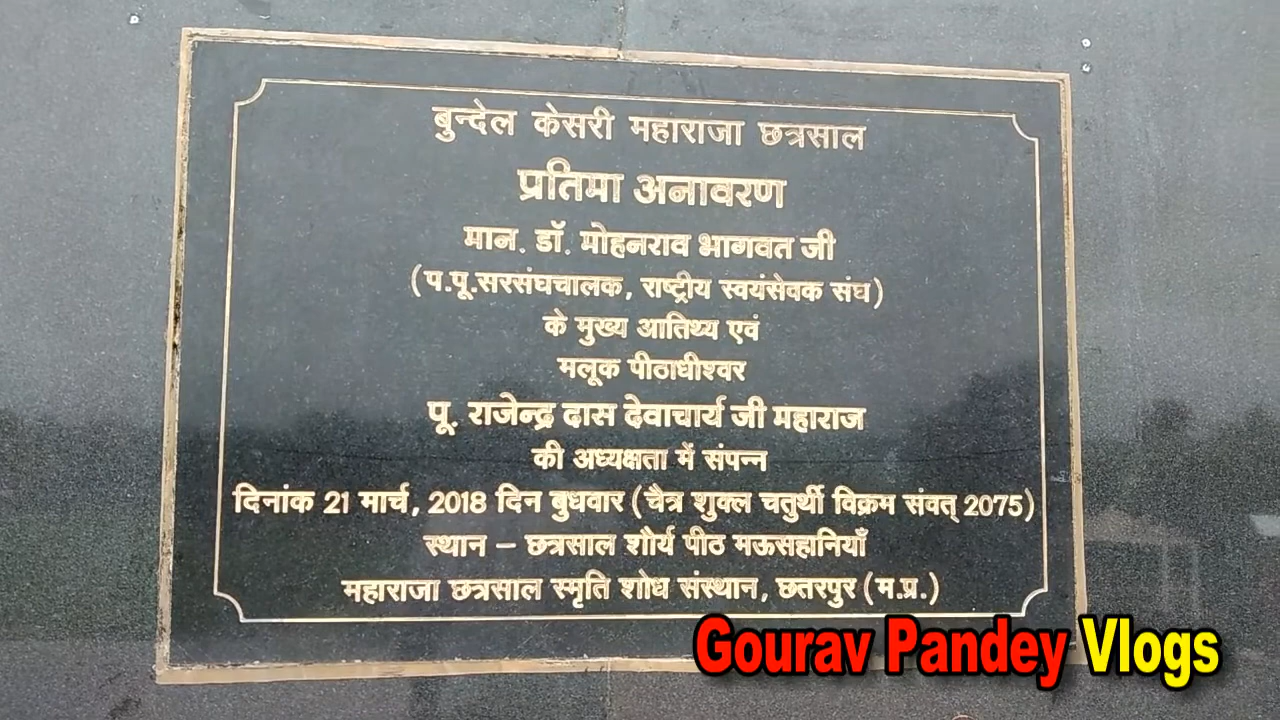 बुन्देल केसरी महाराजा छत्रसाल
प्रतिमा अनावरण
मान. डॉ. मोहनराव भागवत जी
(प.पू.सरसंघचालक, राष्ट्रीय स्वयंसेवक संघ)
के मुख्य आतिथ्य एवं
मलूक पीठाधीश्वर
पू. राजेन्द्र दास देवाचार्य जी महाराज
की अध्यक्षता में संपन्न
दिनांक 21 मार्च, 2018 दिन बुधवार (चैत्र शुक्ल चतुर्थी विक्रम संवत् 2075)
स्थान – छत्रसाल शौर्य पीठ मऊसहानियाँ
महाराजा छत्रसाल स्मृति शोध संस्थान, छतरपुर (म.प्र.)
Gourav Pandey Vlogs